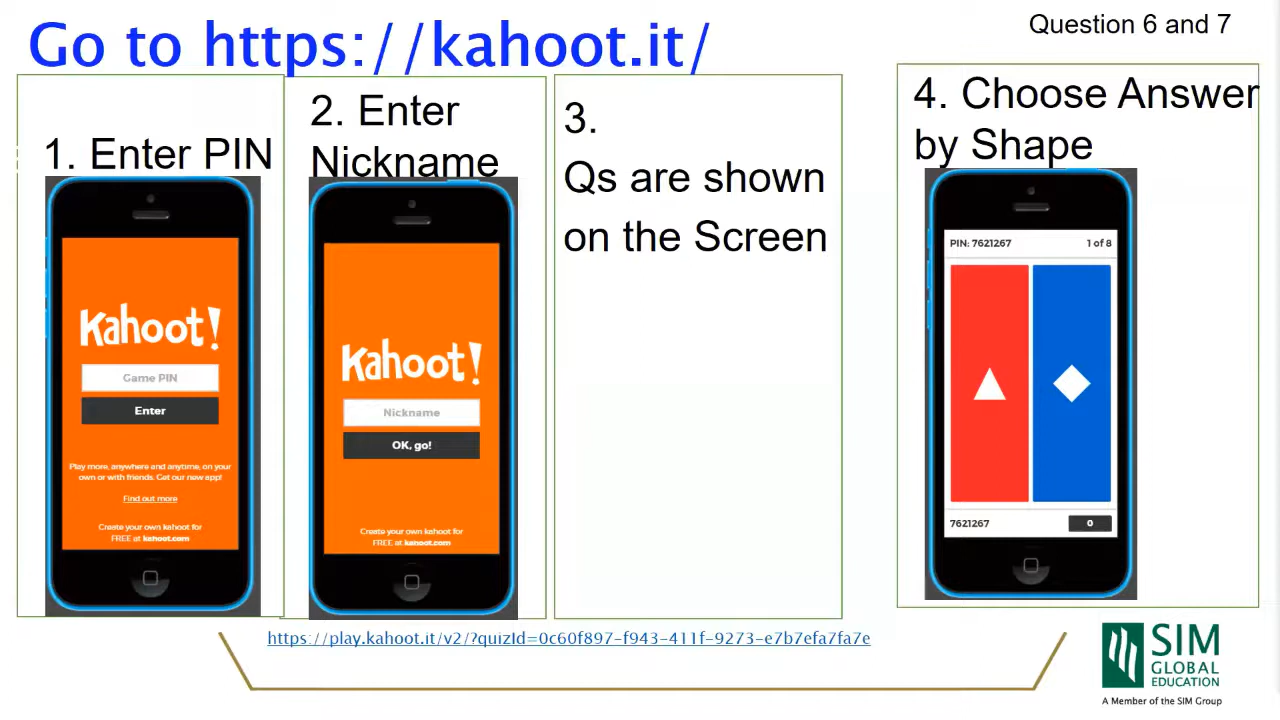 Go to https://kahoot.it/
Question 6 and 7
1. Enter PIN
kahoot!
Game PIN
Enter
Play more, anywhere and anytime, on your
own or with friends. Get our new app!
Find out more
Create your own kahoot for
FREE at kahoot.com
2. Enter
Nickname
kahoot!
Nickname
OK, go!
Create your own kahoot for
FREE at kahoot.com
3.
Qs are shown
on the Screen
4. Choose Answer
by Shape
PIN: 7621267 1 of 8
7621267 0
https://play.kahoot.it/v2/?quizId=0c60f897-f943-411f-9273-e7b7efa7fa7e
SIM
GLOBAL
EDUCATION
A Member of the SIM Group